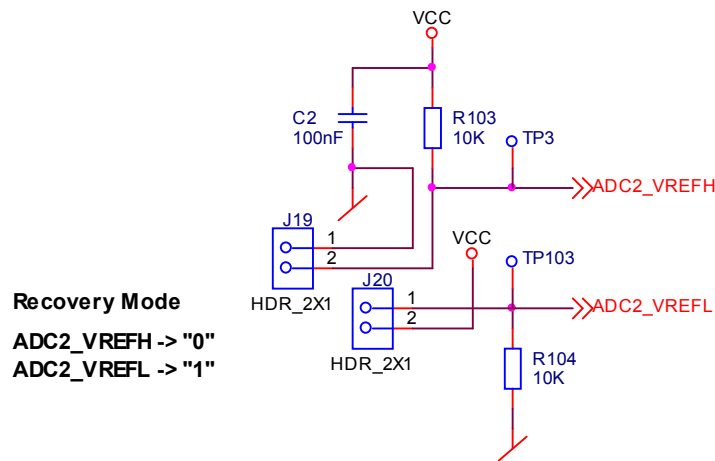 VCC
C2
100nF
R103
10K
TP3
ADC2_VREFH
J19
1
2
HDR_2X1
VCC
TP103
J20
1
2
HDR_2X1
ADC2_VREFL
R104
10K
Recovery Mode
ADC2_VREFH -> "0"
ADC2_VREFL -> "1"